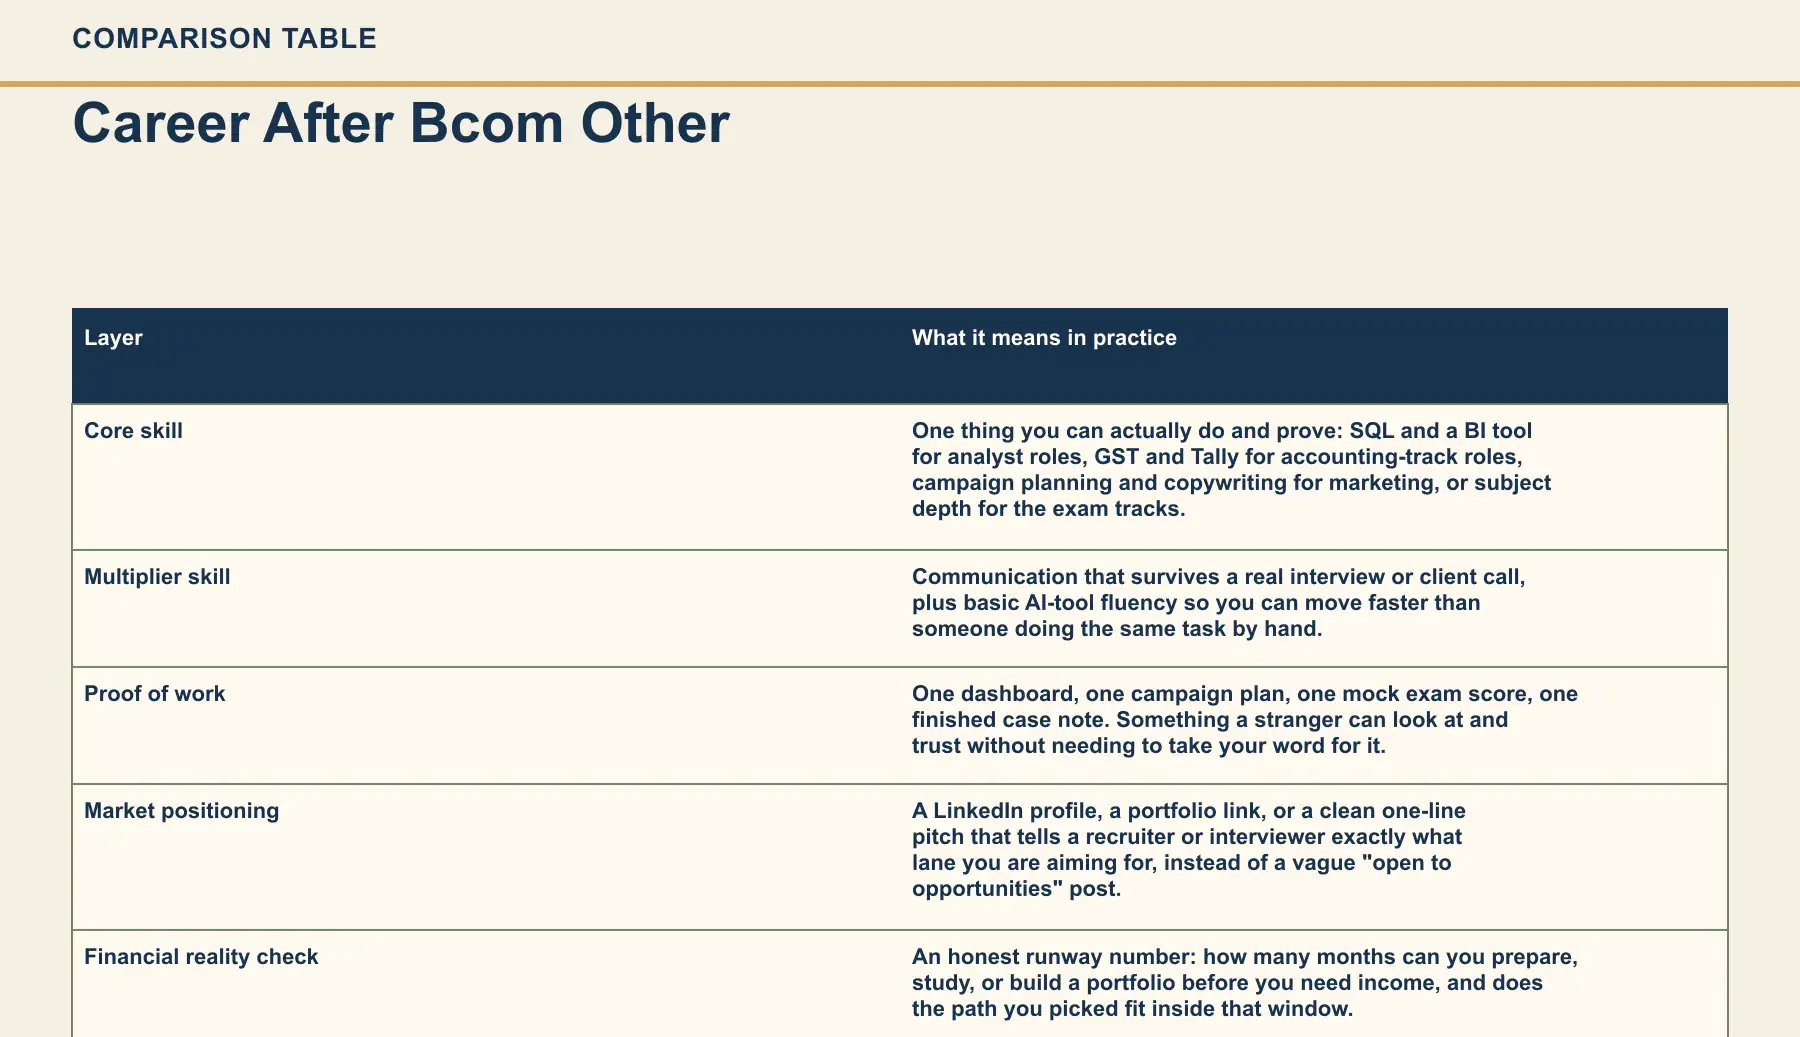 COMPARISON TABLE
Career After Bcom Other
Layer
What it means in practice
Core skill
One thing you can actually do and prove: SQL and a BI tool
for analyst roles, GST and Tally for accounting-track roles,
campaign planning and copywriting for marketing, or subject
depth for the exam tracks.
Multiplier skill
Communication that survives a real interview or client call,
plus basic AI-tool fluency so you can move faster than
someone doing the same task by hand.
Proof of work
One dashboard, one campaign plan, one mock exam score, one
finished case note. Something a stranger can look at and
trust without needing to take your word for it.
Market positioning
A LinkedIn profile, a portfolio link, or a clean one-line
pitch that tells a recruiter or interviewer exactly what
lane you are aiming for, instead of a vague "open to
opportunities" post.
Financial reality check
An honest runway number: how many months can you prepare,
study, or build a portfolio before you need income, and does
the path you picked fit inside that window.